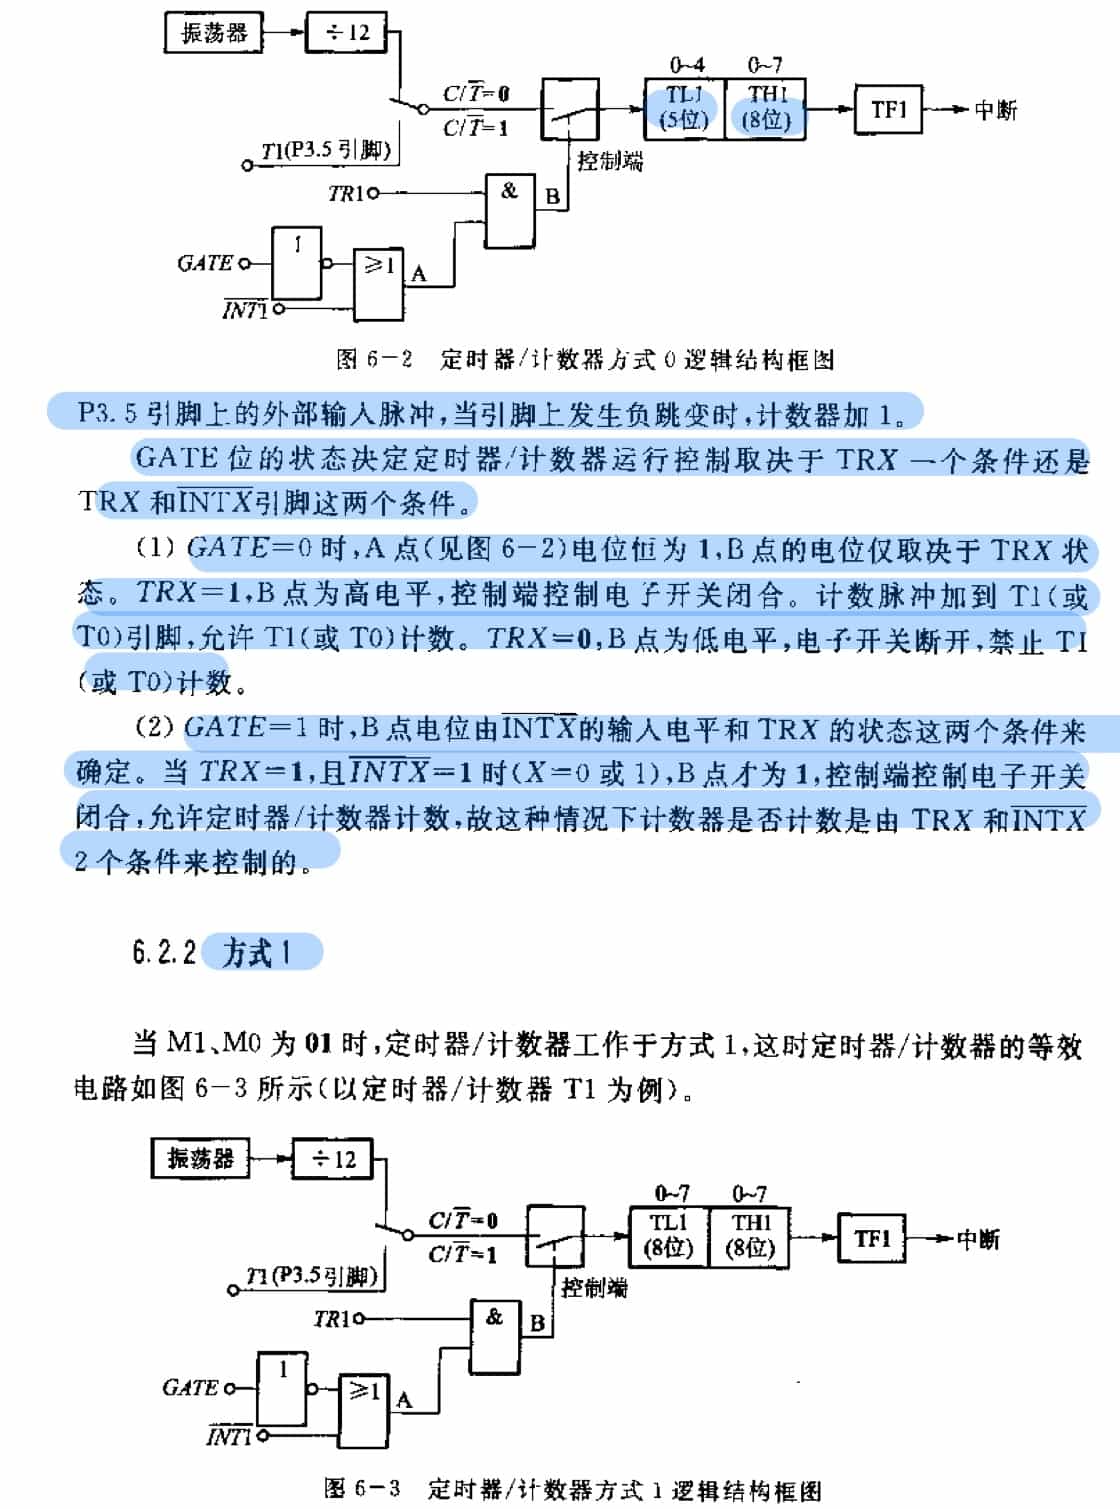 振荡器
÷12
C/T̅=0
C/T̅=1
T1(P3.5引脚)
TR1
&
B
控制端
0~4 0~7
TL1 TH1
(5位) (8位)
TF1
中断
GATE
1
≥1
A
I̅N̅T̅1̅
图 6-2 定时器/计数器方式 0 逻辑结构框图
P3.5 引脚上的外部输入脉冲,当引脚上发生负跳变时,计数器加 1。
GATE 位的状态决定定时器/计数器运行控制取决于 TRX 一个条件还是
TRX 和I̅N̅T̅X̅引脚这两个条件。
(1) GATE=0 时,A 点(见图 6-2)电位恒为 1,B 点的电位仅取决于 TRX 状
态。TRX=1,B 点为高电平,控制端控制电子开关闭合。计数脉冲加到 T1(或
T0)引脚,允许 T1(或 T0)计数。TRX=0,B 点为低电平,电子开关断开,禁止 T1
(或 T0)计数。
(2) GATE=1 时,B 点电位由I̅N̅T̅X̅的输入电平和 TRX 的状态这两个条件来
确定。当 TRX=1,且I̅N̅T̅X̅=1 时(X=0 或 1),B 点才为 1,控制端控制电子开关
闭合,允许定时器/计数器计数,故这种情况下计数器是否计数是由 TRX 和I̅N̅T̅X̅
2 个条件来控制的。
6.2.2 方式 1
当 M1、M0 为 01 时,定时器/计数器工作于方式 1,这时定时器/计数器的等效
电路如图 6-3 所示(以定时器/计数器 T1 为例)。
振荡器
÷12
C/T̅=0
C/T̅=1
T1(P3.5引脚)
TR1
&
B
控制端
0~7 0~7
TL1 TH1
(8位) (8位)
TF1
中断
GATE
1
≥1
A
I̅N̅T̅1̅
图 6-3 定时器/计数器方式 1 逻辑结构框图